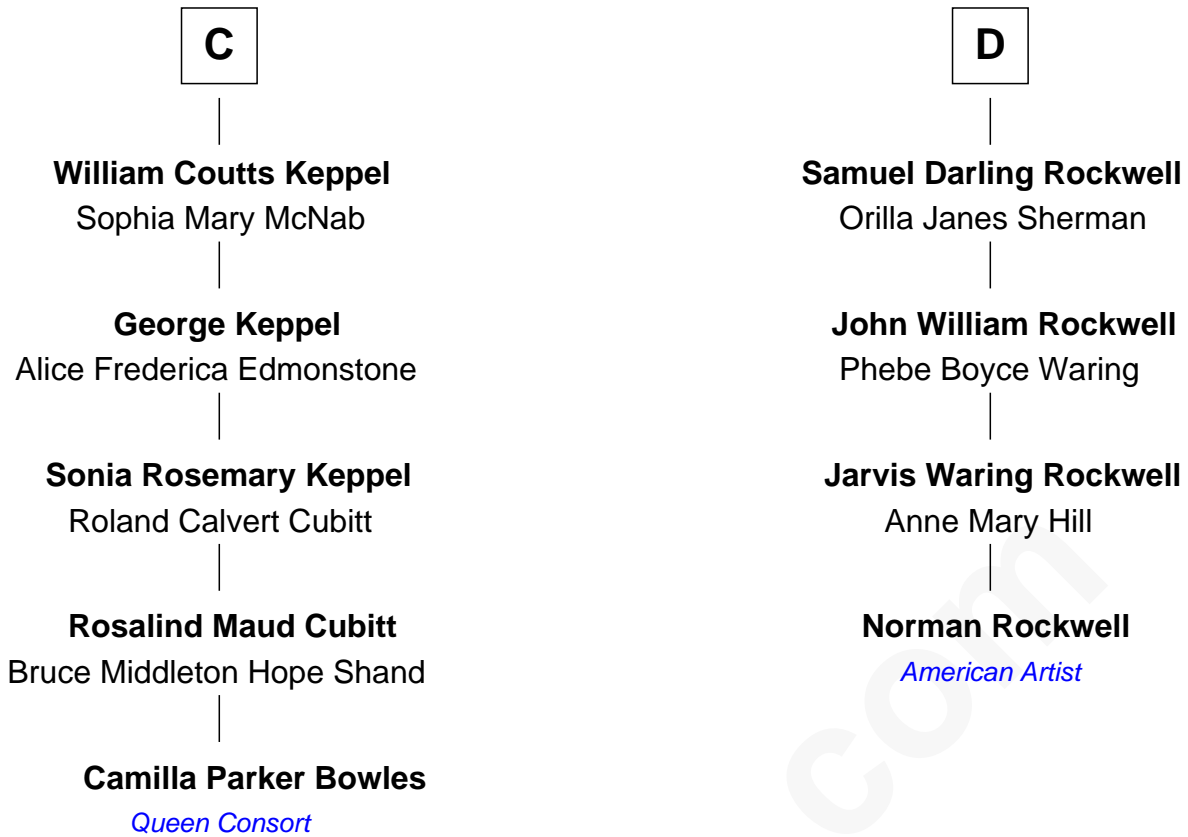 C
William Coutts Keppel
Sophia Mary McNab
George Keppel
Alice Frederica Edmonstone
Sonia Rosemary Keppel
Roland Calvert Cubitt
Rosalind Maud Cubitt
Bruce Middleton Hope Shand
Camilla Parker Bowles
Queen Consort
D
Samuel Darling Rockwell
Orilla Janes Sherman
John William Rockwell
Phebe Boyce Waring
Jarvis Waring Rockwell
Anne Mary Hill
Norman Rockwell
American Artist
com